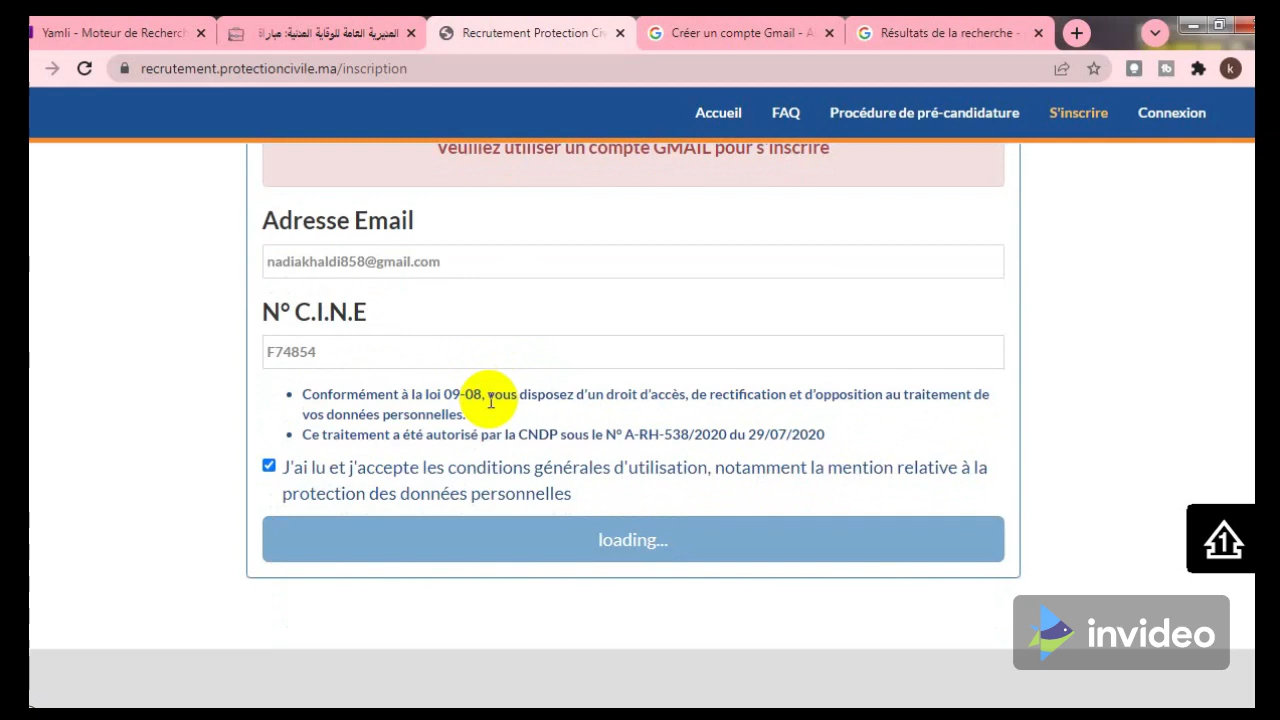 Yamli - Moteur de Recherch
المديرية العامة للوقاية المدنية: مباراة
Recrutement Protection Ci
Créer un compte Gmail - A
Résultats de la recherche -
recrutement.protectioncivile.ma/inscription
k
Accueil FAQ Procédure de pré-candidature S'inscrire Connexion
Veuillez utiliser un compte GMAIL pour s'inscrire
Adresse Email
nadiakhaldi858@gmail.com
N° C.I.N.E
F74854
Conformément à la loi 09-08, vous disposez d'un droit d'accès, de rectification et d'opposition au traitement de
vos données personnelles.
Ce traitement a été autorisé par la CNDP sous le N° A-RH-538/2020 du 29/07/2020
J'ai lu et j'accepte les conditions générales d'utilisation, notamment la mention relative à la
protection des données personnelles
loading...
1
invideo